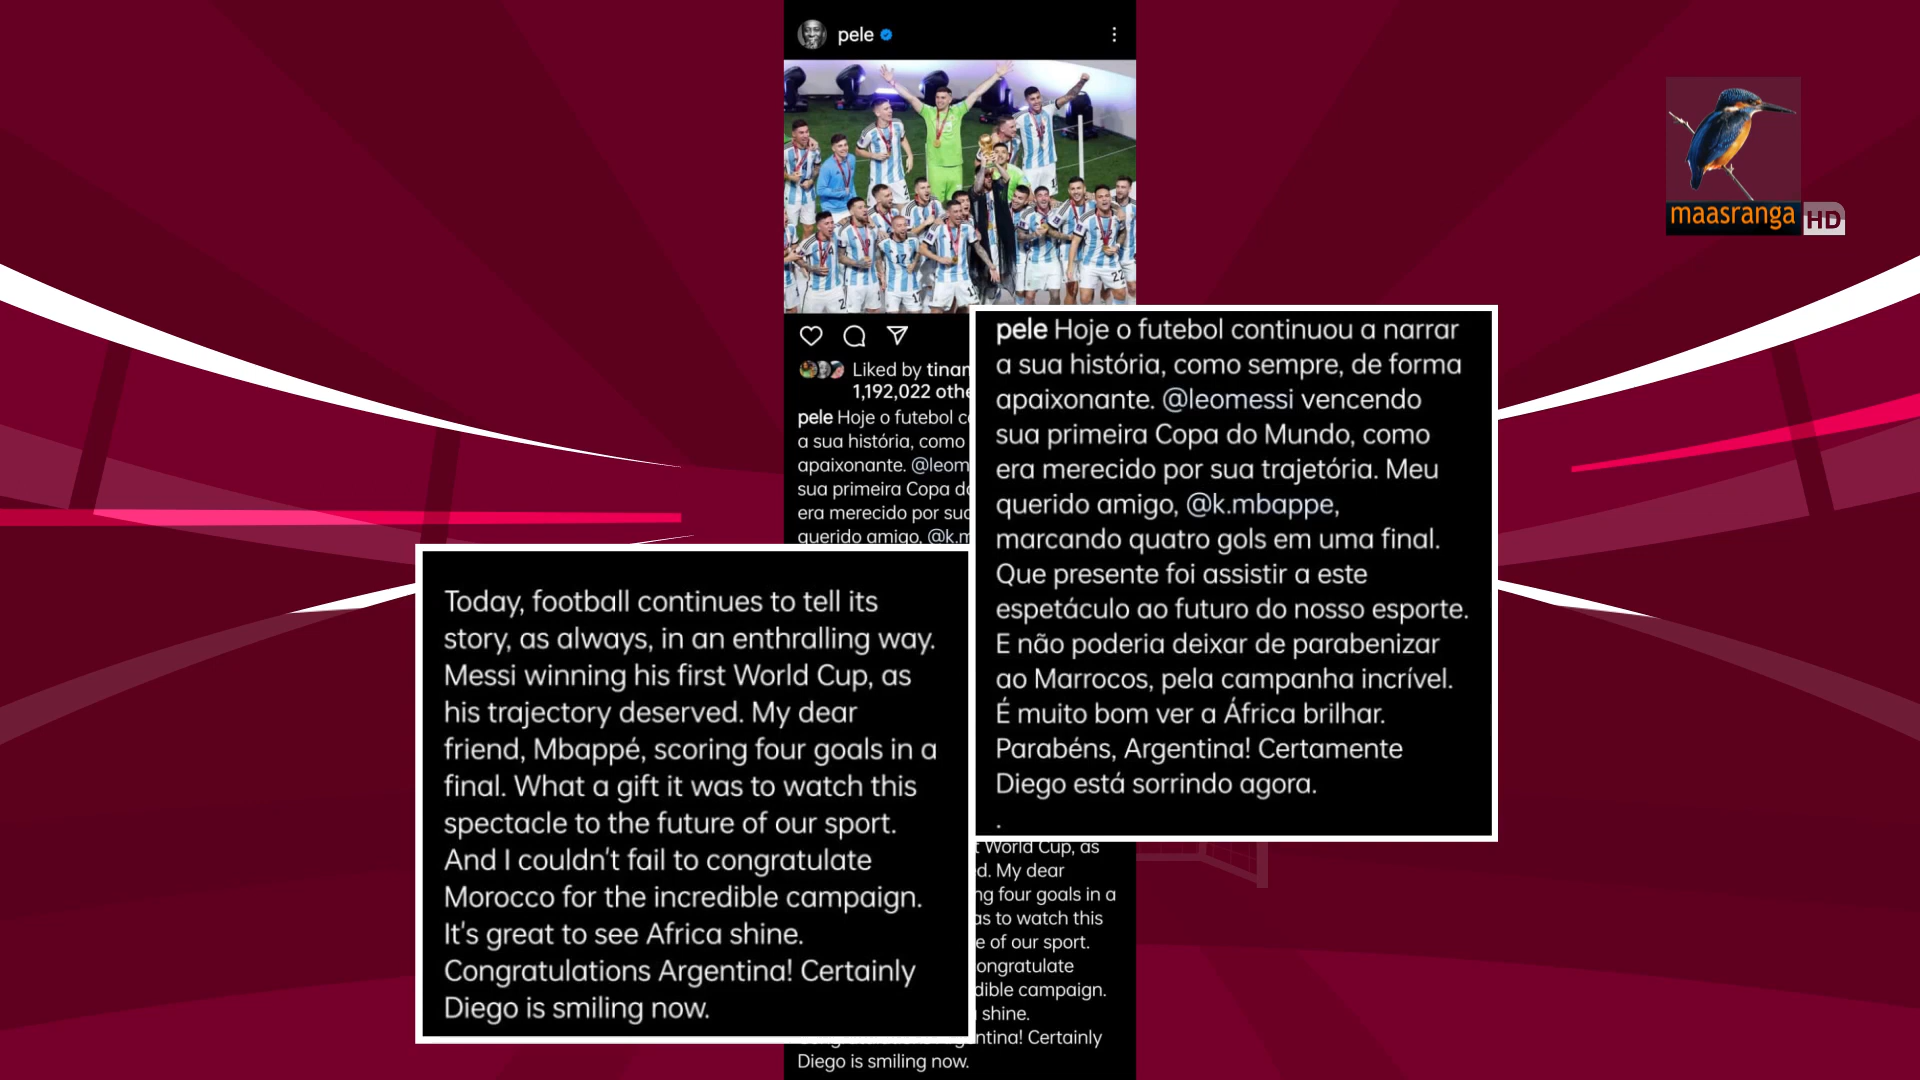 pele
maasranga
HD
Liked by tinan
1,192,022 othe
pele Hoje o futebol c
a sua história, como
apaixonante. @leom
sua primeira Copa do
era merecido por sua
querido amigo, @k.m
pele Hoje o futebol continuou a narrar
a sua história, como sempre, de forma
apaixonante. @leomessi vencendo
sua primeira Copa do Mundo, como
era merecido por sua trajetória. Meu
querido amigo, @k.mbappe,
marcando quatro gols em uma final.
Que presente foi assistir a este
espetáculo ao futuro do nosso esporte.
E não poderia deixar de parabenizar
ao Marrocos, pela campanha incrível.
É muito bom ver a África brilhar.
Parabéns, Argentina! Certamente
Diego está sorrindo agora.
.
Today, football continues to tell its
story, as always, in an enthralling way.
Messi winning his first World Cup, as
his trajectory deserved. My dear
friend, Mbappé, scoring four goals in a
final. What a gift it was to watch this
spectacle to the future of our sport.
And I couldn't fail to congratulate
Morocco for the incredible campaign.
It's great to see Africa shine.
Congratulations Argentina! Certainly
Diego is smiling now.
t World Cup, as
d. My dear
ng four goals in a
as to watch this
e of our sport.
ongratulate
dible campaign.
shine.
ntina! Certainly
Diego is smiling now.